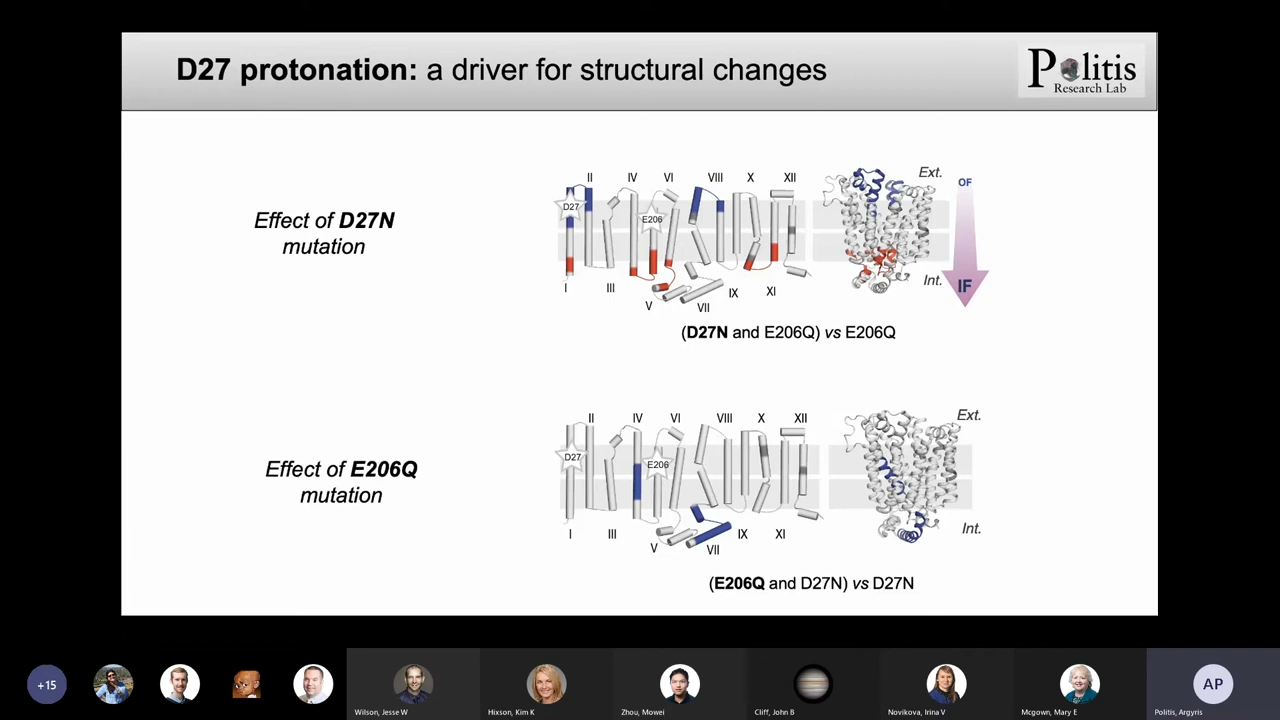 D27 protonation: a driver for structural changes
Politis
Research Lab
Effect of D27N
mutation
II IV VI VIII X XII
D27
E206
I III V VII IX XI
Ext.
Int.
OF
IF
(D27N and E206Q) vs E206Q
Effect of E206Q
mutation
II IV VI VIII X XII
D27
E206
I III V VII IX XI
Ext.
Int.
(E206Q and D27N) vs D27N
+15
AP
Wilson, Jesse W
Hixson, Kim K
Zhou, Mowei
Cliff, John B
Novikova, Irina V
Mcgown, Mary E
Politis, Argyris